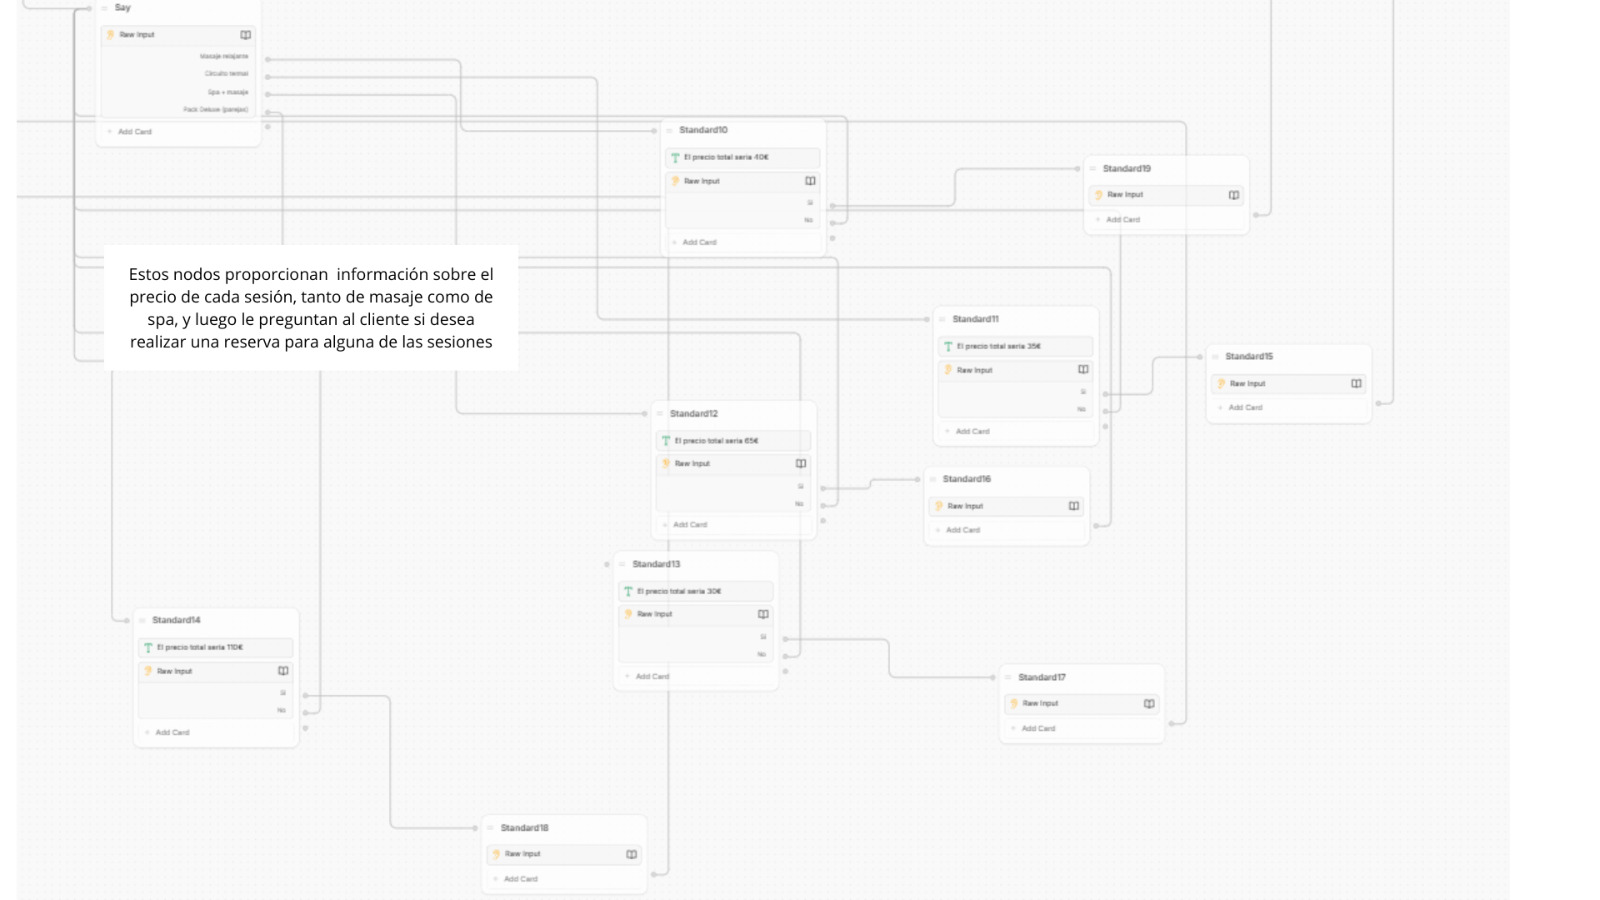 Say
Raw Input
Masaje relajante
Circuito termal
Spa + masaje
Pack Deluxe (parejas)
Add Card
Standard10
El precio total seria 40€
Raw Input
Si
No
Add Card
Standard19
Raw Input
Add Card
Estos nodos proporcionan información sobre el
precio de cada sesión, tanto de masaje como de
spa, y luego le preguntan al cliente si desea
realizar una reserva para alguna de las sesiones
Standard11
El precio total seria 35€
Raw Input
Si
No
Add Card
Standard15
Raw Input
Add Card
Standard12
El precio total seria 65€
Raw Input
Si
No
Add Card
Standard16
Raw Input
Add Card
Standard13
El precio total seria 30€
Raw Input
Si
No
Add Card
Standard14
El precio total seria 110€
Raw Input
Si
No
Add Card
Standard17
Raw Input
Add Card
Standard18
Raw Input
Add Card